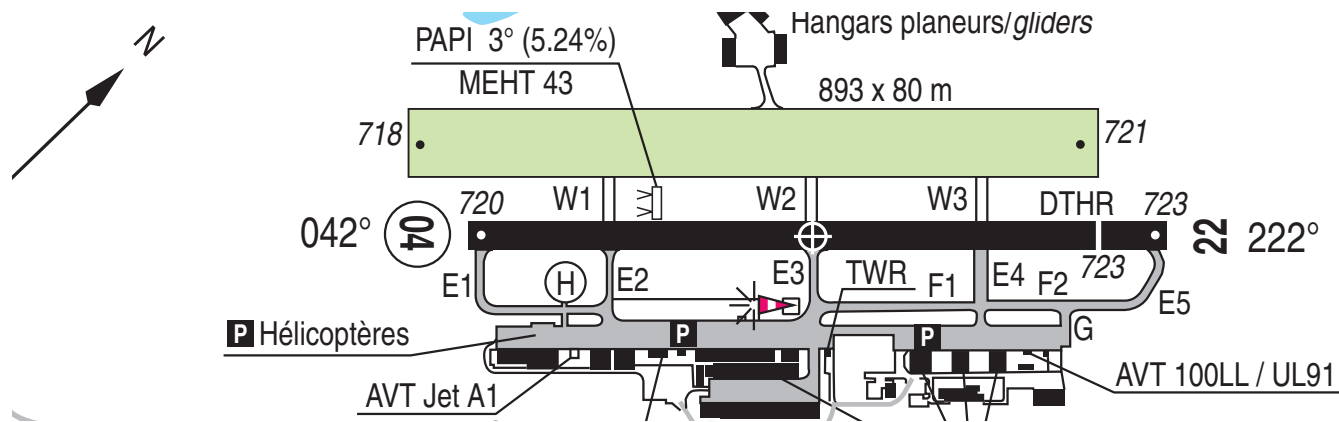 N
Hangars planeurs/gliders
PAPI 3° (5.24%)
MEHT 43
893 x 80 m
718
721
W1
W2
W3
DTHR
720
723
042°
04
22
222°
723
E1
H
E2
E3
TWR
F1
E4
F2
E5
G
P Hélicoptères
P
P
AVT Jet A1
AVT 100LL / UL91